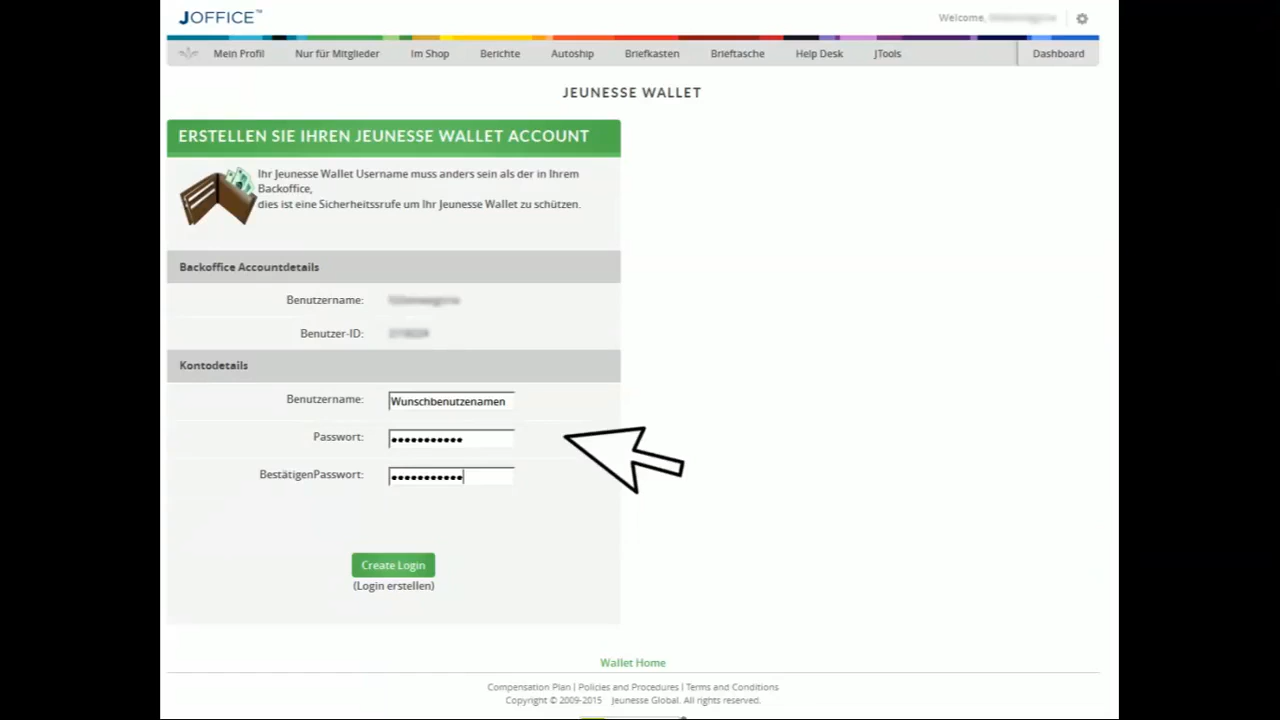 JOFFICE™
Welcome,
Mein Profil Nur für Mitglieder Im Shop Berichte Autoship Briefkasten Brieftasche Help Desk JTools Dashboard
JEUNESSE WALLET
ERSTELLEN SIE IHREN JEUNESSE WALLET ACCOUNT
Ihr Jeunesse Wallet Username muss anders sein als der in Ihrem
Backoffice,
dies ist eine Sicherheitssrufe um Ihr Jeunesse Wallet zu schützen.
Backoffice Accountdetails
Benutzername:
Benutzer-ID:
Kontodetails
Benutzername: Wunschbenutzenamen
Passwort: •••••••••••
BestätigenPasswort: •••••••••••
Create Login
(Login erstellen)
Wallet Home
Compensation Plan | Policies and Procedures | Terms and Conditions
Copyright © 2009-2015 Jeunesse Global. All rights reserved.